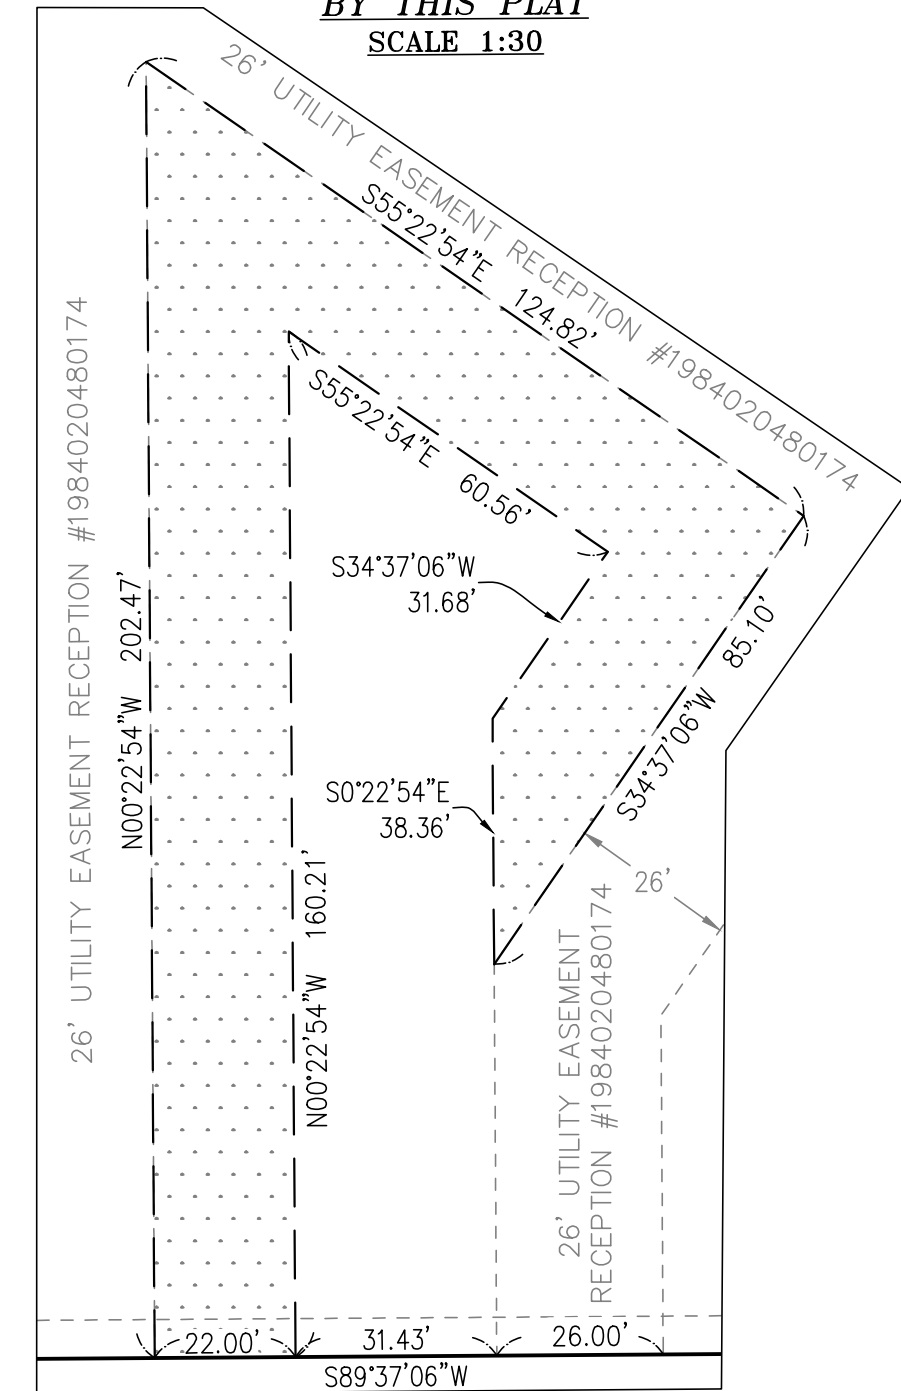 BY THIS PLAT
SCALE 1:30
26' UTILITY EASEMENT RECEPTION #1984020480174
S55°22'54"E 124.82'
26' UTILITY EASEMENT RECEPTION #1984020480174
S55°22'54"E 60.56'
S34°37'06"W
31.68'
N00°22'54"W 202.47'
S34°37'06"W 85.10'
S0°22'54"E
38.36'
26'
N00°22'54"W 160.21'
26' UTILITY EASEMENT
RECEPTION #1984020480174
22.00' 31.43' 26.00'
S89°37'06"W